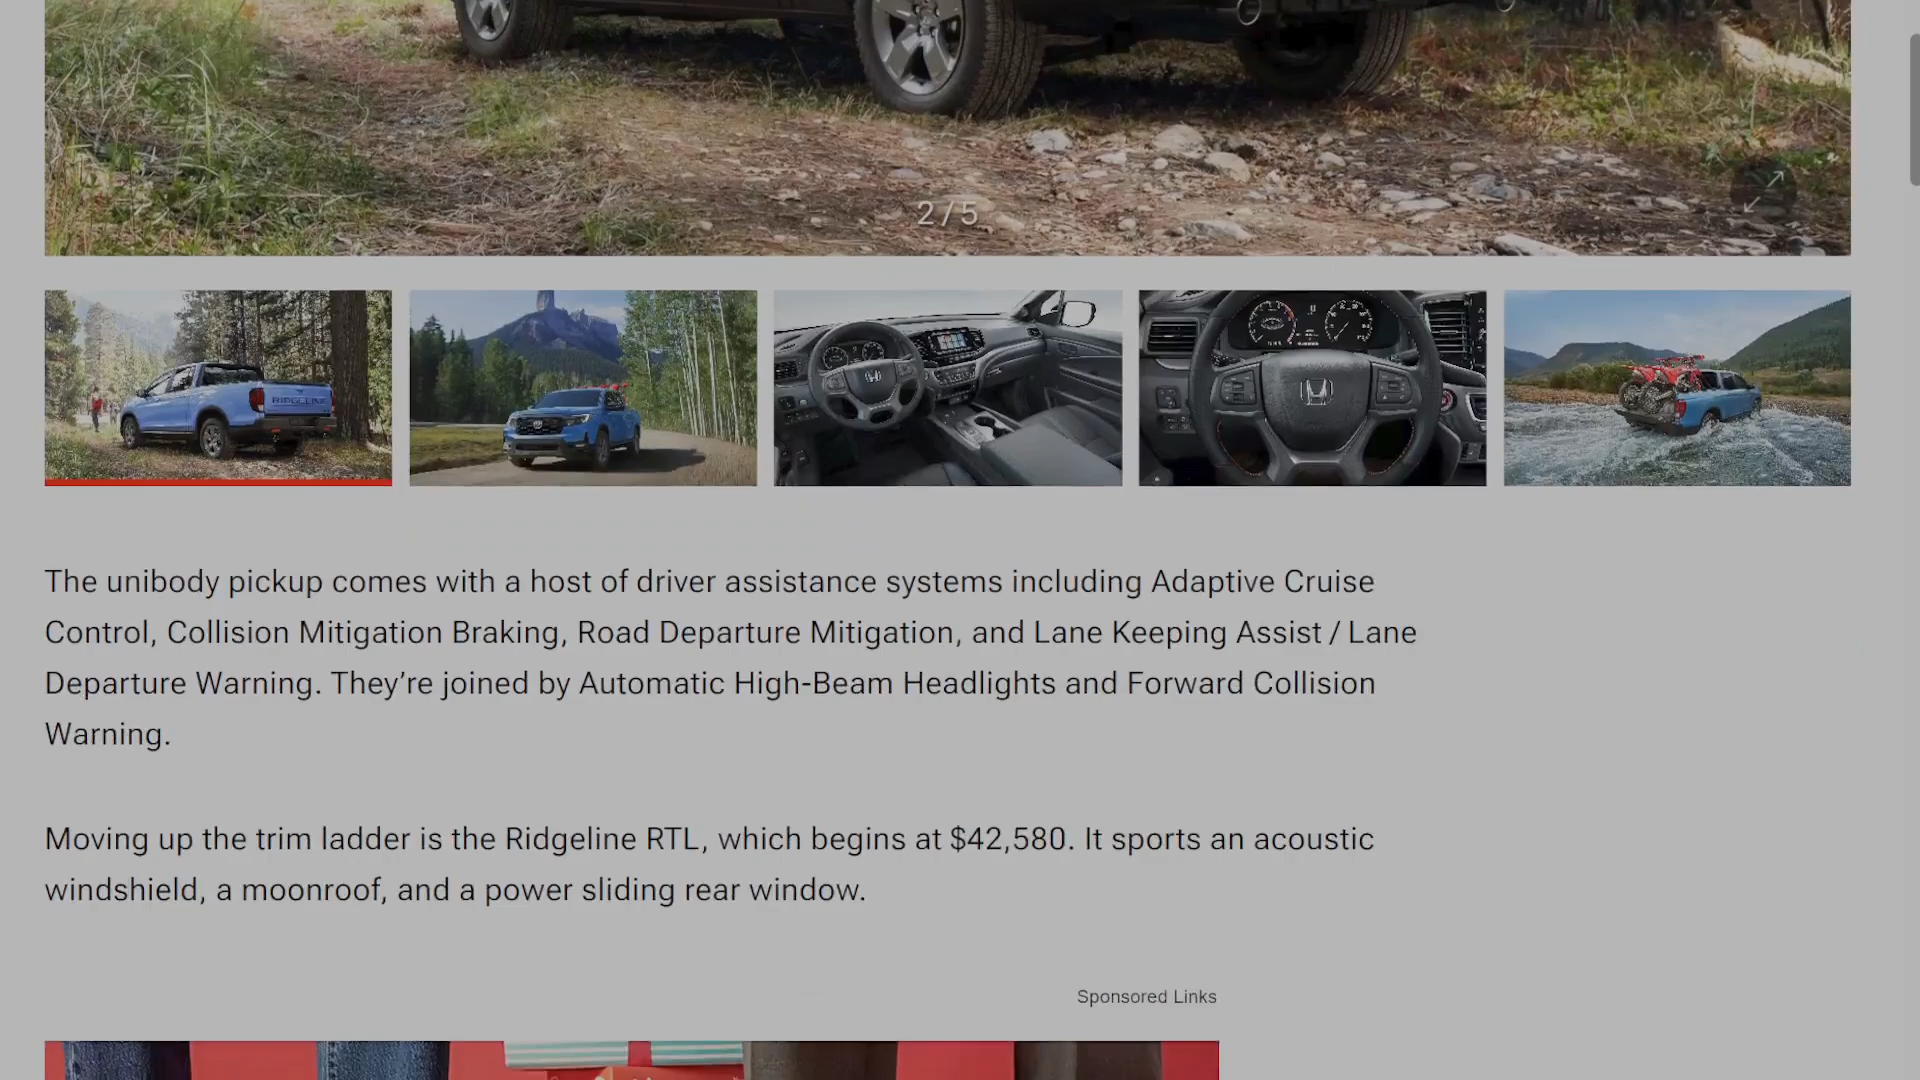 2/5
RIDGELINE
The unibody pickup comes with a host of driver assistance systems including Adaptive Cruise
Control, Collision Mitigation Braking, Road Departure Mitigation, and Lane Keeping Assist / Lane
Departure Warning. They’re joined by Automatic High-Beam Headlights and Forward Collision
Warning.
Moving up the trim ladder is the Ridgeline RTL, which begins at $42,580. It sports an acoustic
windshield, a moonroof, and a power sliding rear window.
Sponsored Links